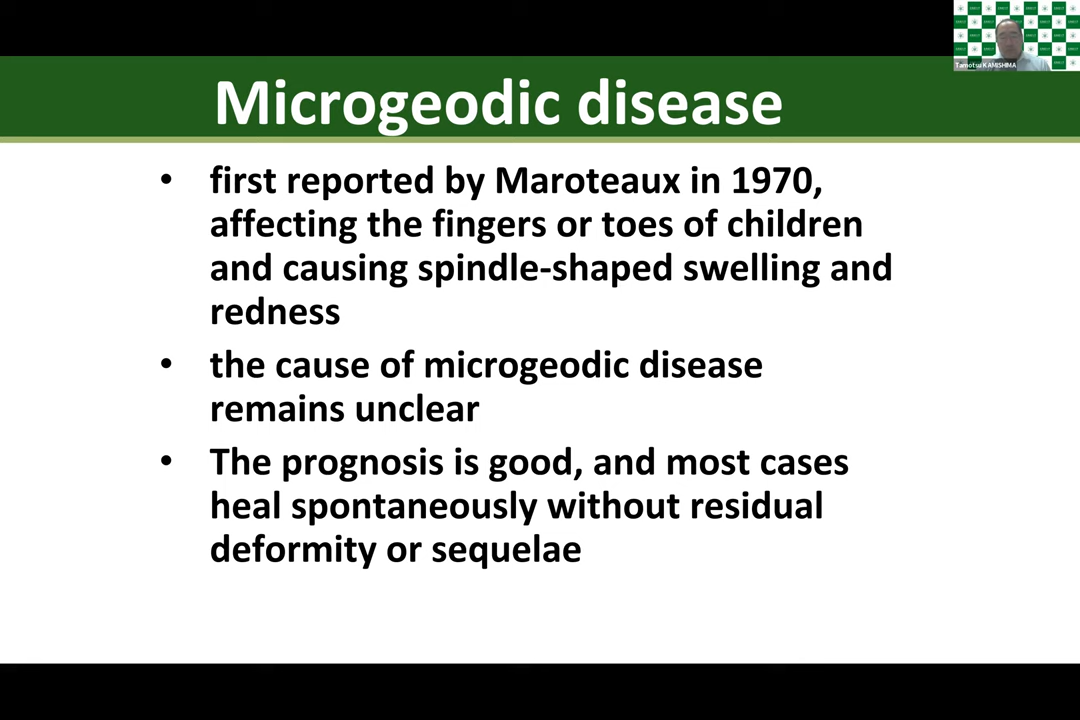 Microgeodic disease
Tamotsu KAMISHIMA
• first reported by Maroteaux in 1970,
affecting the fingers or toes of children
and causing spindle-shaped swelling and
redness
• the cause of microgeodic disease
remains unclear
• The prognosis is good, and most cases
heal spontaneously without residual
deformity or sequelae